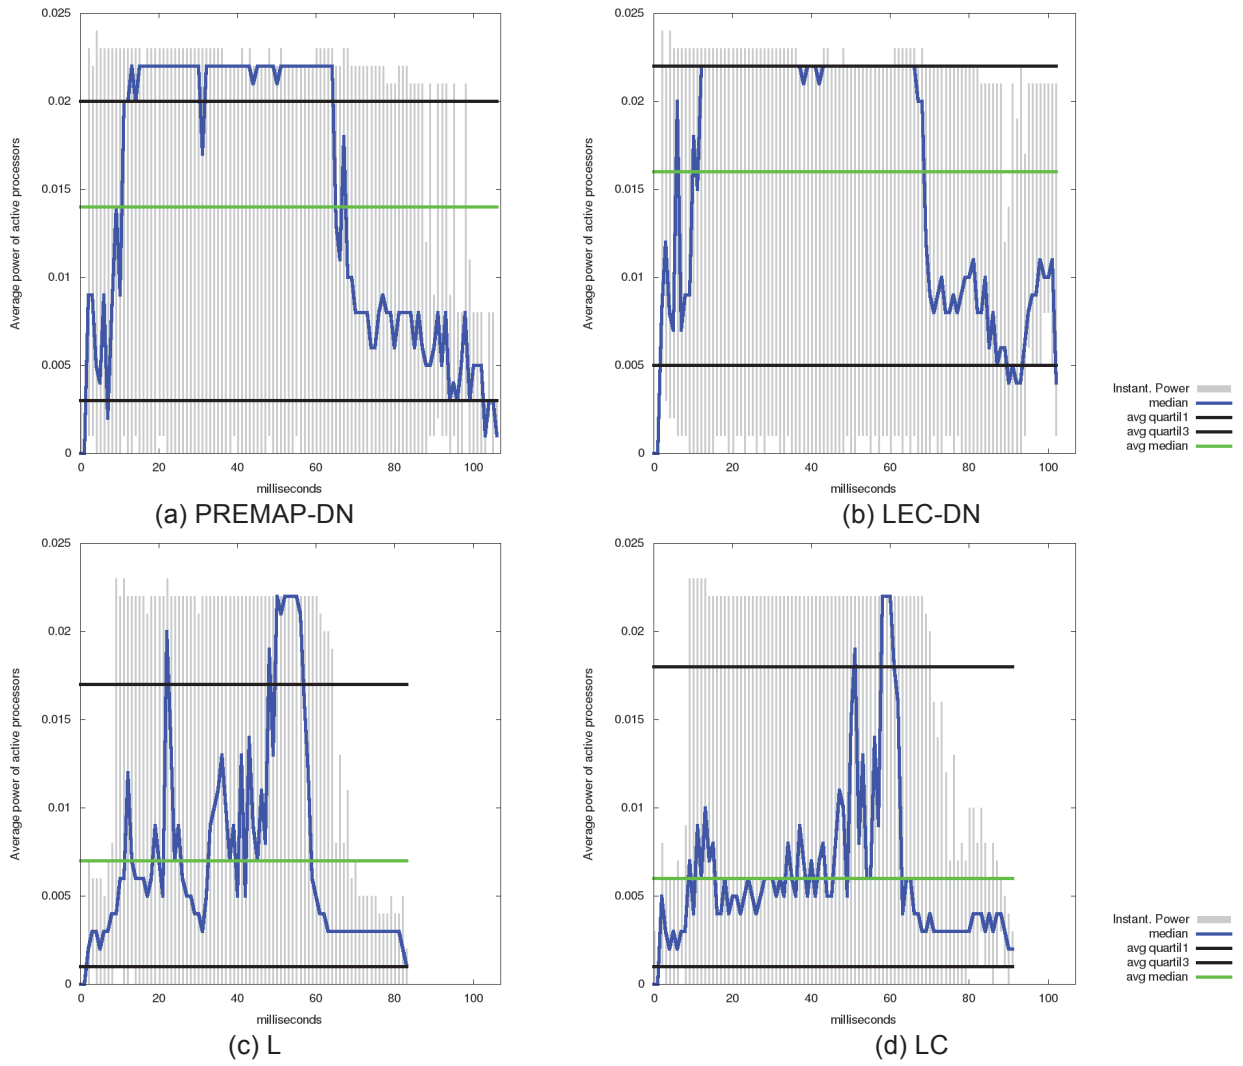 0.025
0.02
0.015
0.01
0.005
0
Average power of active processors
0 20 40 60 80 100
milliseconds
(a) PREMAP-DN
0.025
0.02
0.015
0.01
0.005
0
Average power of active processors
0 20 40 60 80 100
milliseconds
(b) LEC-DN
Instant. Power
median
avg quartil1
avg quartil3
avg median
0.025
0.02
0.015
0.01
0.005
0
Average power of active processors
0 20 40 60 80 100
milliseconds
(c) L
0.025
0.02
0.015
0.01
0.005
0
Average power of active processors
0 20 40 60 80 100
milliseconds
(d) LC
Instant. Power
median
avg quartil1
avg quartil3
avg median